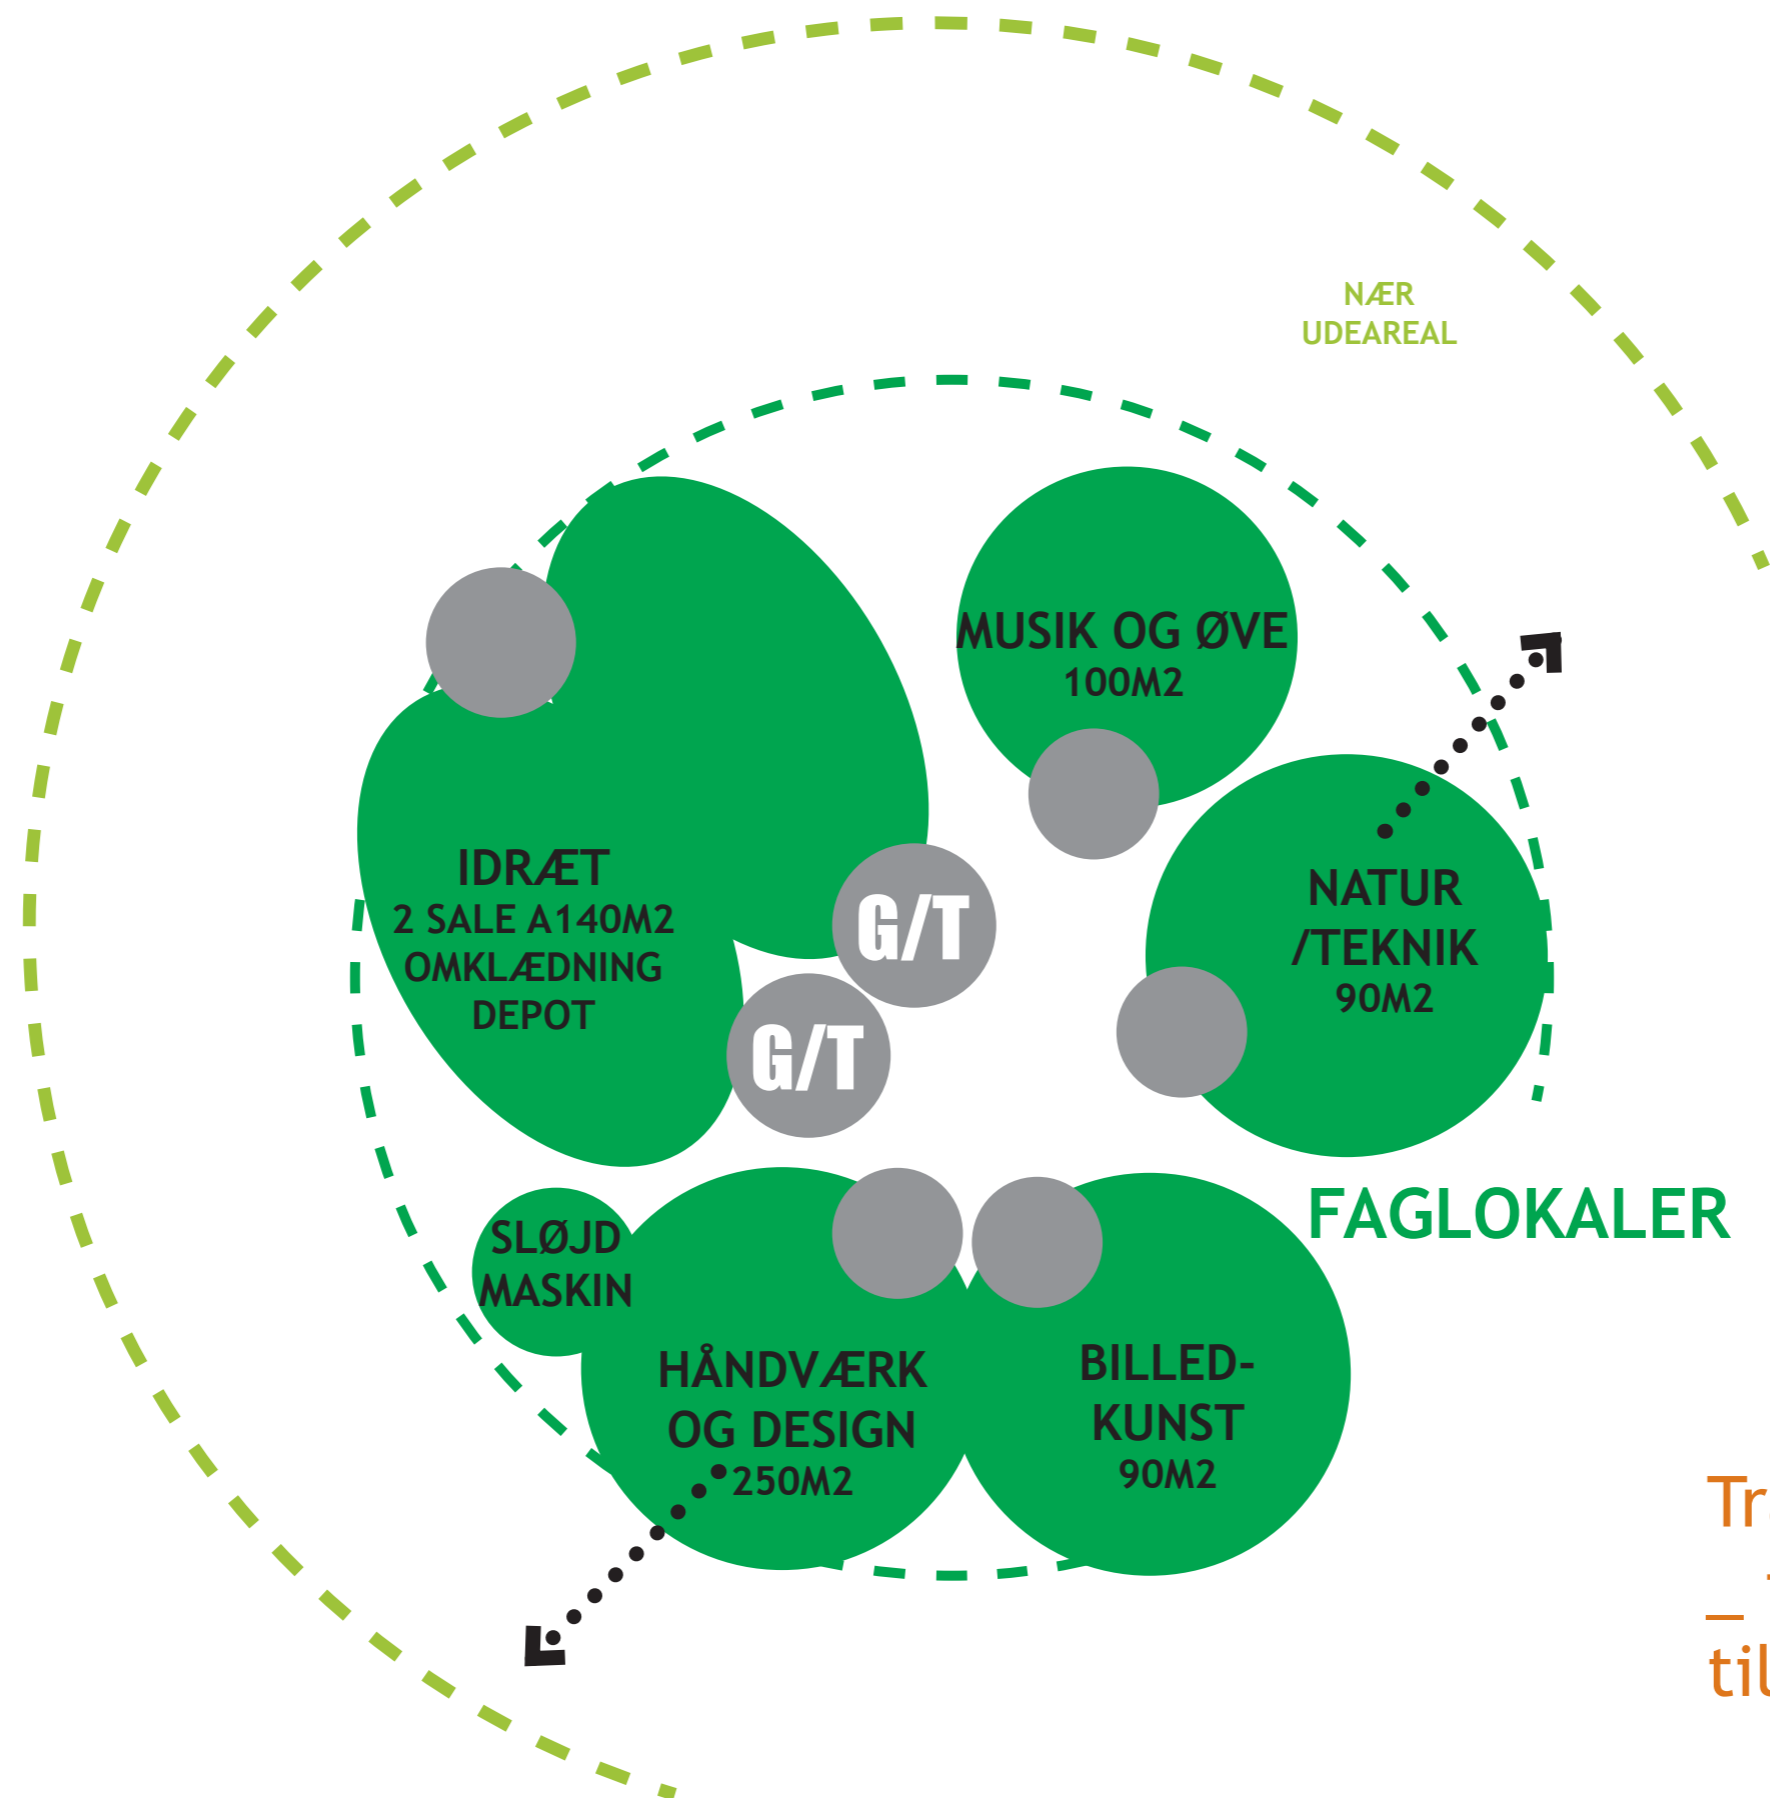 NÆR
UDEAREAL
MUSIK OG ØVE
100M2
IDRÆT
2 SALE A140M2
OMKLÆDNING
DEPOT
G/T
G/T
NATUR
/TEKNIK
90M2
FAGLOKALER
SLØJD
MASKIN
HÅNDVÆRK
OG DESIGN
250M2
BILLED-
KUNST
90M2
–